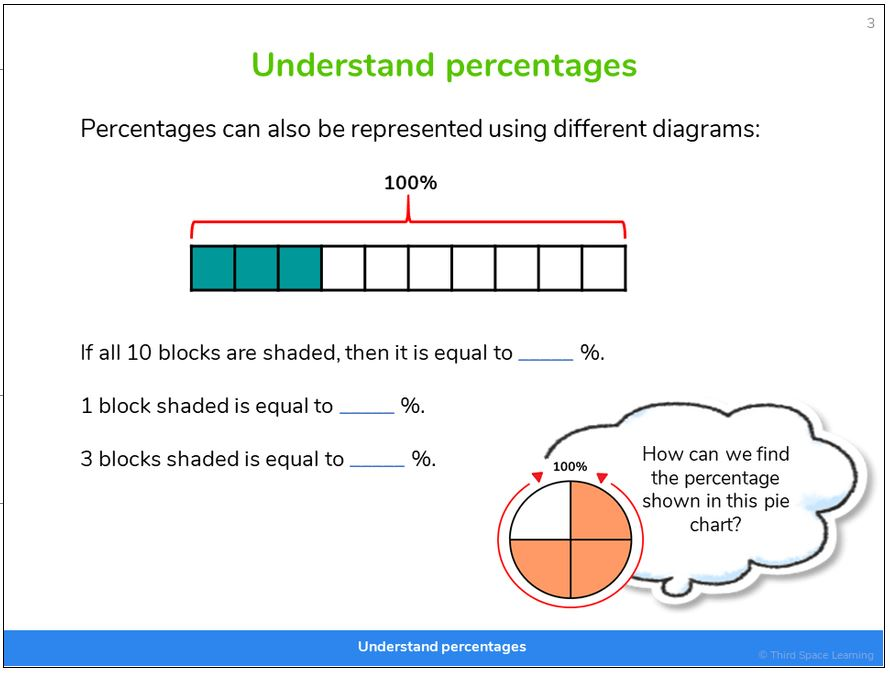 3
Understand percentages
Percentages can also be represented using different diagrams:
100%
If all 10 blocks are shaded, then it is equal to _____ %.
1 block shaded is equal to _____ %.
3 blocks shaded is equal to _____ %.
100%
How can we find
the percentage
shown in this pie
chart?
Understand percentages
© Third Space Learning